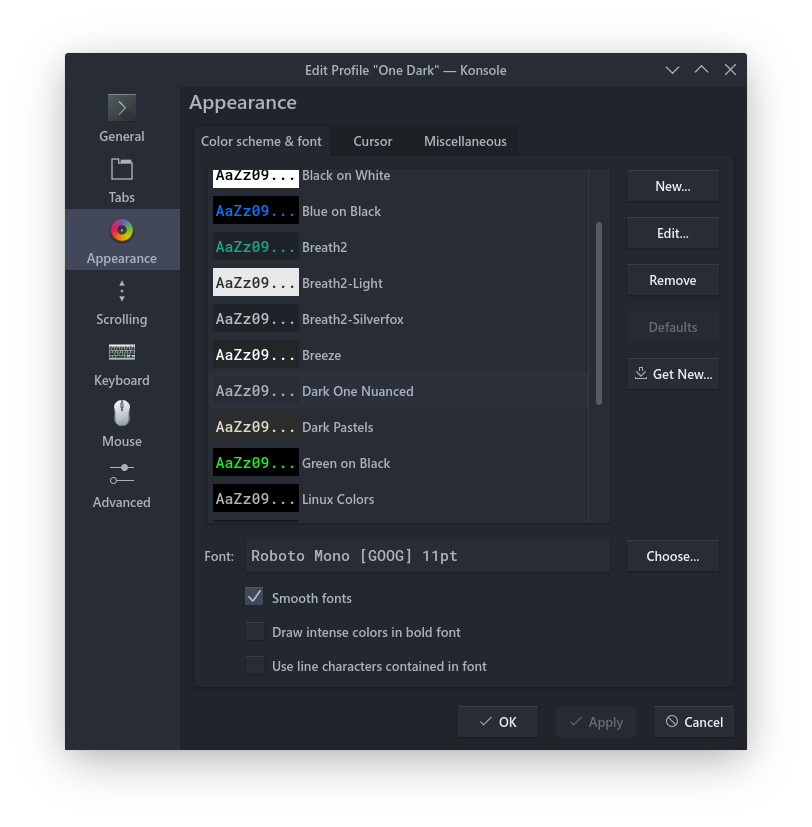 Edit Profile "One Dark" — Konsole
General
Tabs
Appearance
Scrolling
Keyboard
Mouse
Advanced
Appearance
Color scheme & font
Cursor
Miscellaneous
AaZz09... Black on White
AaZz09... Blue on Black
AaZz09... Breath2
AaZz09... Breath2-Light
AaZz09... Breath2-Silverfox
AaZz09... Breeze
AaZz09... Dark One Nuanced
AaZz09... Dark Pastels
AaZz09... Green on Black
AaZz09... Linux Colors
New...
Edit...
Remove
Defaults
Get New...
Font: Roboto Mono [GOOG] 11pt
Choose...
Smooth fonts
Draw intense colors in bold font
Use line characters contained in font
OK
Apply
Cancel